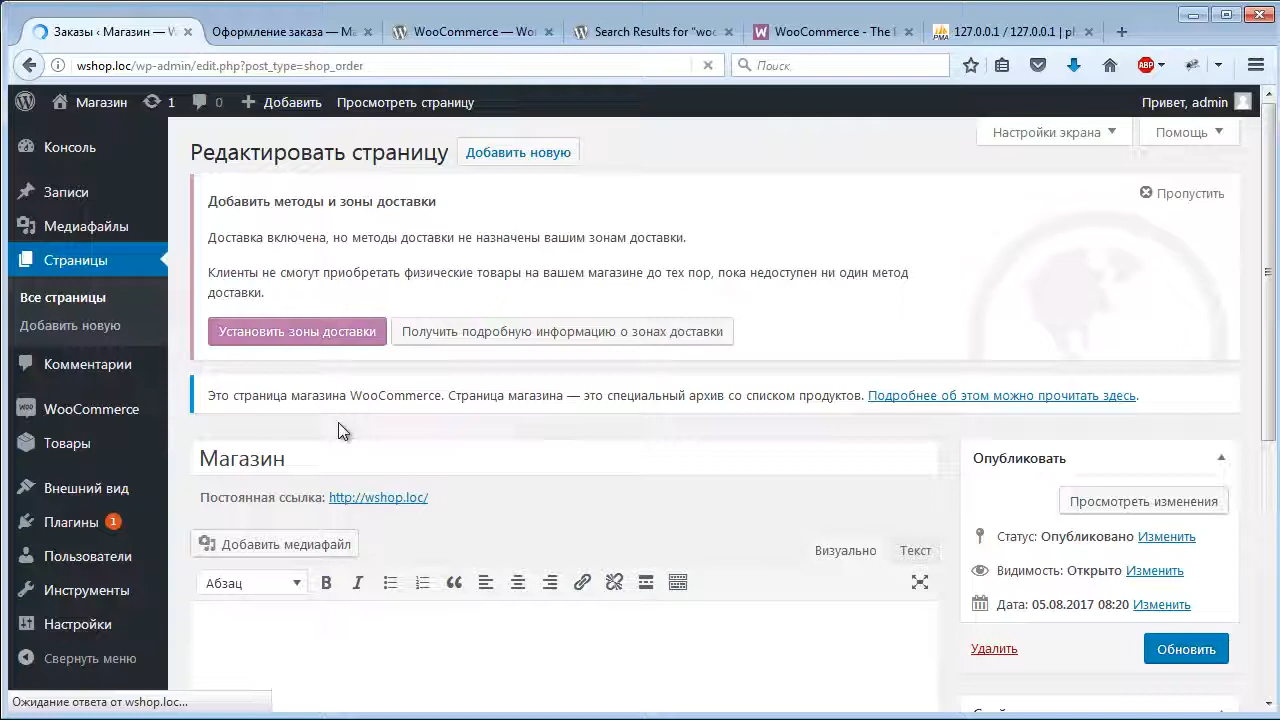 Заказы ‹ Магазин — W
Оформление заказа — Ма
WooCommerce — Wor
Search Results for "woo
WooCommerce - The
127.0.0.1 / 127.0.0.1 | pl
wshop.loc/wp-admin/edit.php?post_type=shop_order
Поиск
ABP
Магазин
1
0
Добавить
Просмотреть страницу
Привет, admin
Консоль
Записи
Медиафайлы
Страницы
Все страницы
Добавить новую
Комментарии
WooCommerce
Товары
Внешний вид
Плагины 1
Пользователи
Инструменты
Настройки
Свернуть меню
Настройки экрана
Помощь
Редактировать страницу
Добавить новую
Добавить методы и зоны доставки
Пропустить
Доставка включена, но методы доставки не назначены вашим зонам доставки.
Клиенты не смогут приобретать физические товары на вашем магазине до тех пор, пока недоступен ни один метод
доставки.
Установить зоны доставки
Получить подробную информацию о зонах доставки
Это страница магазина WooCommerce. Страница магазина — это специальный архив со списком продуктов. Подробнее об этом можно прочитать здесь.
Магазин
Постоянная ссылка: http://wshop.loc/
Добавить медиафайл
Визуально
Текст
Абзац
Опубликовать
Просмотреть изменения
Статус: Опубликовано Изменить
Видимость: Открыто Изменить
Дата: 05.08.2017 08:20 Изменить
Удалить
Обновить
Ожидание ответа от wshop.loc...